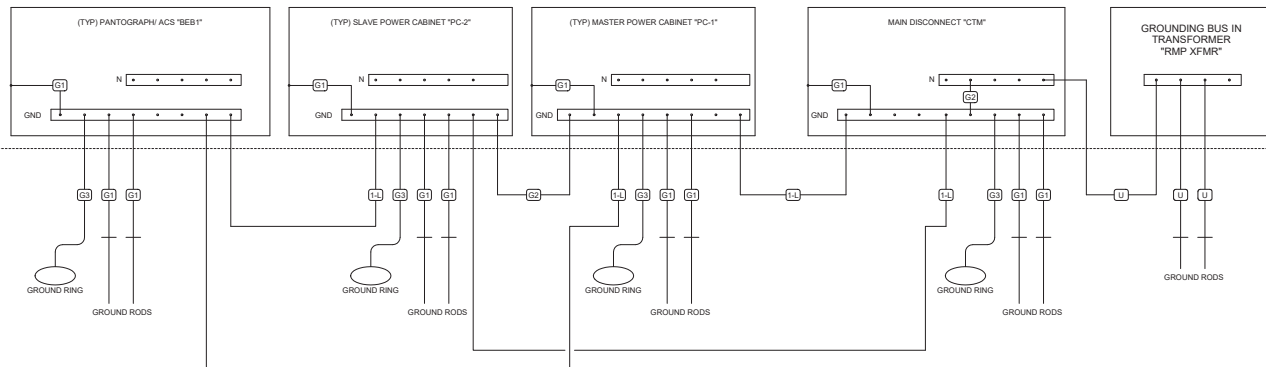 (TYP) PANTOGRAPH/ ACS "BEB1"
(TYP) SLAVE POWER CABINET "PC-2"
(TYP) MASTER POWER CABINET "PC-1"
MAIN DISCONNECT "CTM"
GROUNDING BUS IN
TRANSFORMER
"RMP XFMR"
G1
N
G1
N
G1
N
G1
N
G2
GND
GND
GND
GND
G3
G1
G1
1-L
G3
G1
G1
G2
1-L
G3
G1
G1
1-L
1-L
G3
G1
G1
U
U
U
GROUND RING
GROUND RING
GROUND RING
GROUND RING
GROUND RODS
GROUND RODS
GROUND RODS
GROUND RODS
GROUND RODS